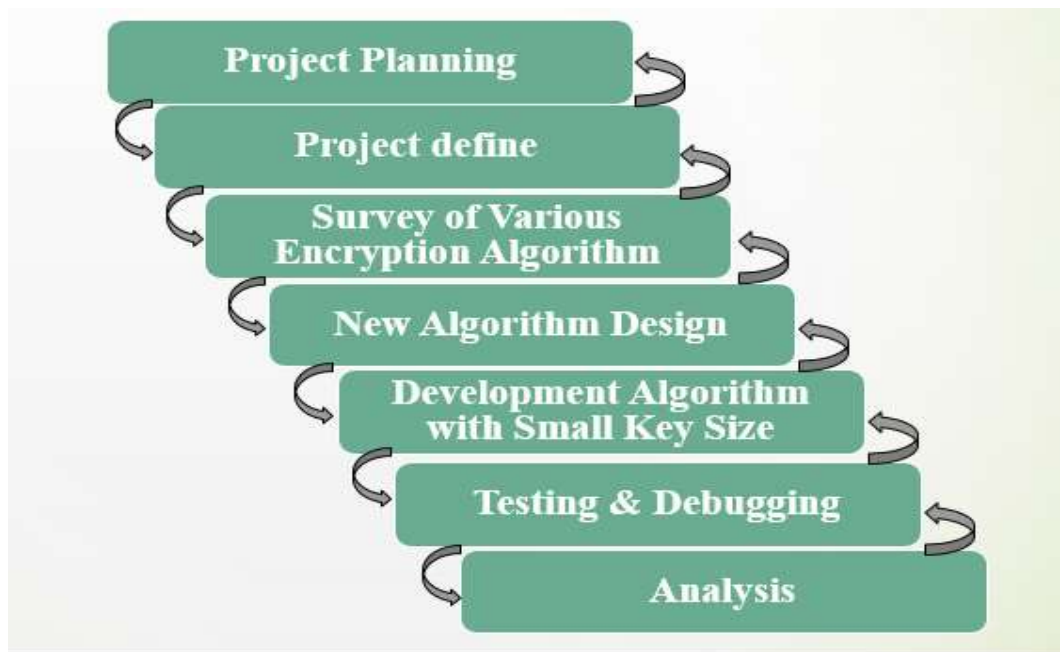 Project Planning
Project define
Survey of Various
Encryption Algorithm
New Algorithm Design
Development Algorithm
with Small Key Size
Testing & Debugging
Analysis